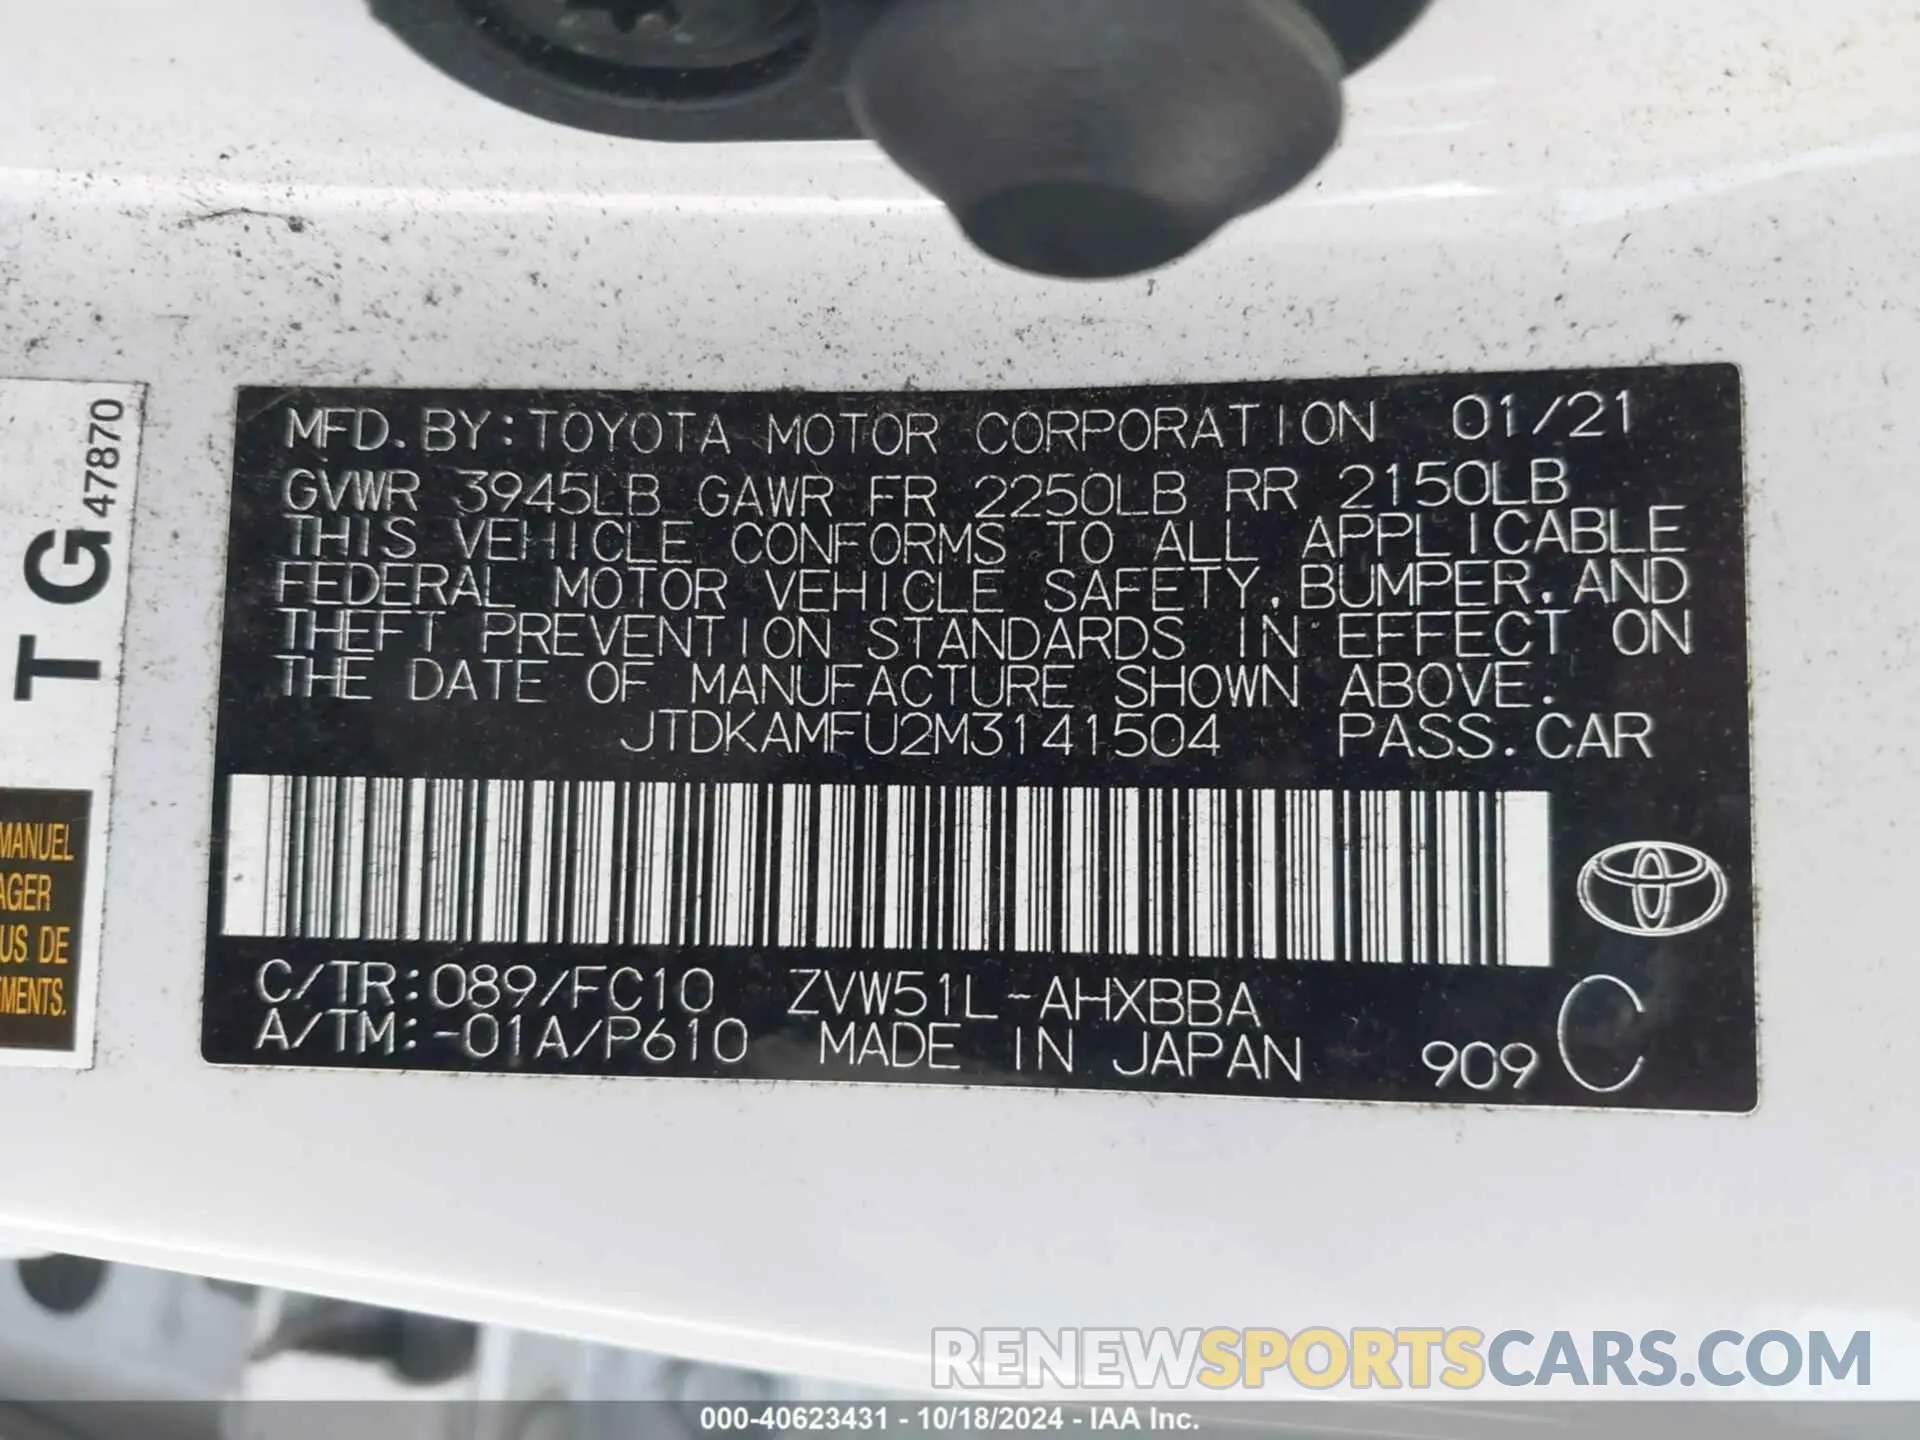 MFD. BY: TOYOTA MOTOR CORPORATION 01/21
GVWR 3945LB GAWR FR 2250LB RR 2150LB
THIS VEHICLE CONFORMS TO ALL APPLICABLE
FEDERAL MOTOR VEHICLE SAFETY, BUMPER, AND
THEFT PREVENTION STANDARDS IN EFFECT ON
THE DATE OF MANUFACTURE SHOWN ABOVE.
JTDKAMFU2M3141504 PASS. CAR
C/TR: 089/FC10 ZVW51L-AHXBBA
A/TM: -01A/P610 MADE IN JAPAN 909 C
T G 47870
MANUEL
AGER
US DE
EMENTS.
RENEWSPORTSCARS.COM
000-40623431 - 10/18/2024 - IAA Inc.